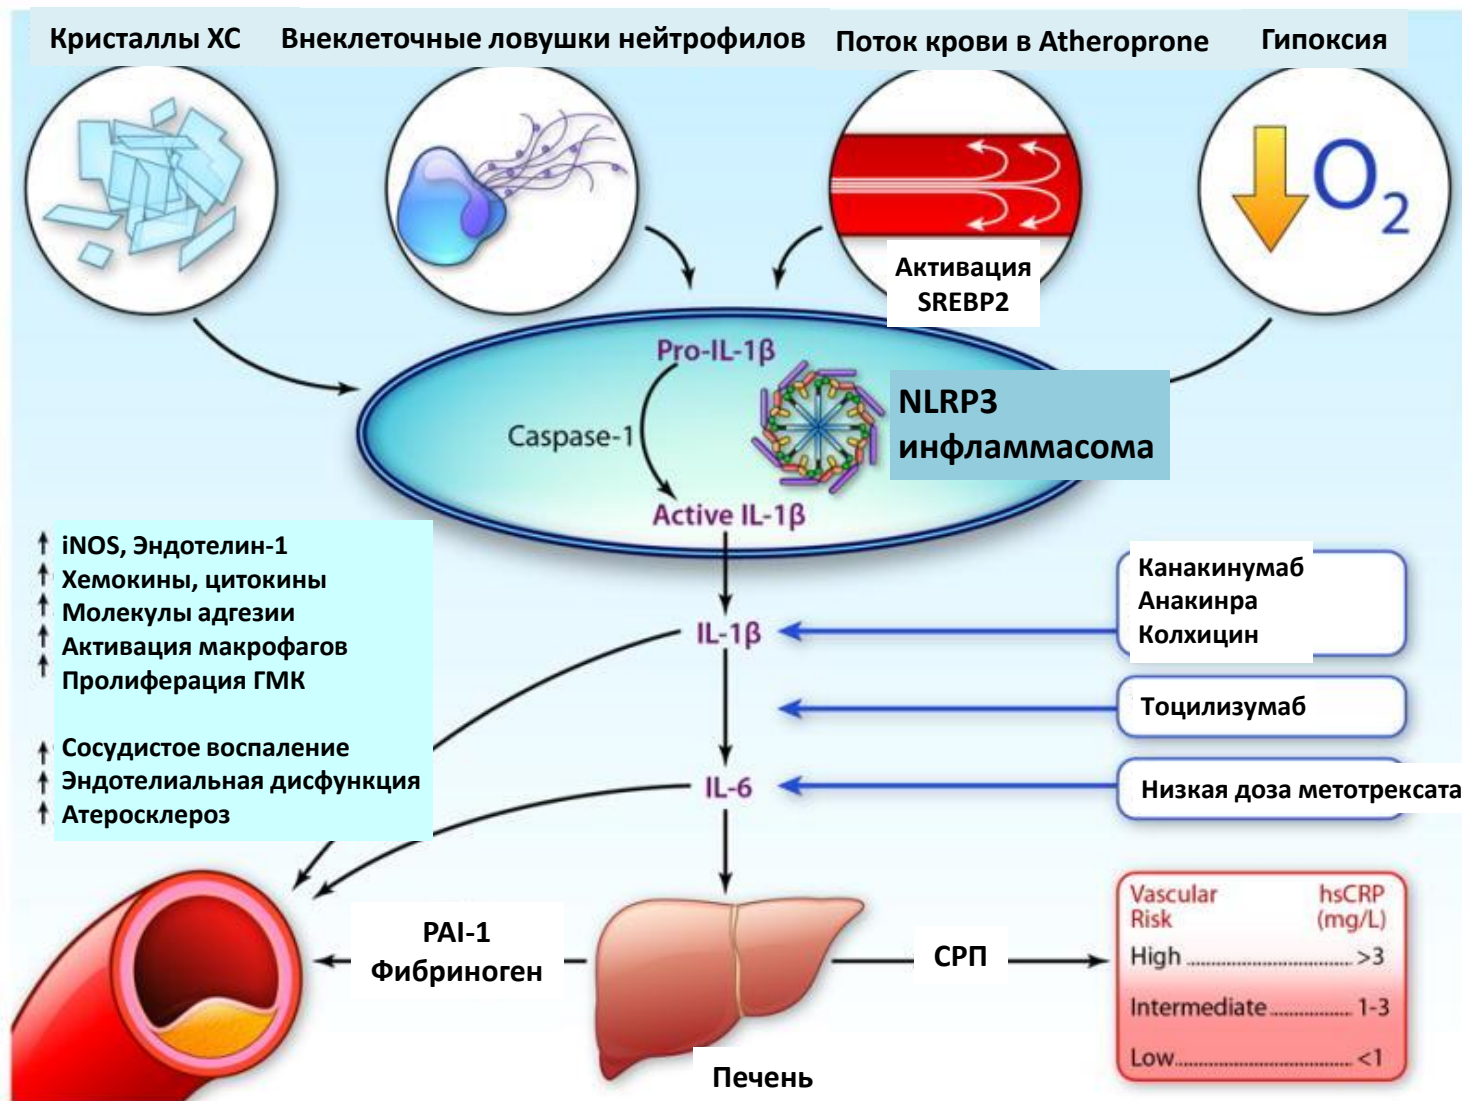 Кристаллы ХС
Внеклеточные ловушки нейтрофилов
Поток крови в Atheroprone
Гипоксия
O2
Активация
SREBP2
Pro-IL-1β
Caspase-1
NLRP3
инфламмасома
Active IL-1β
iNOS, Эндотелин-1
Хемокины, цитокины
Молекулы адгезии
Активация макрофагов
Пролиферация ГМК
Сосудистое воспаление
Эндотелиальная дисфункция
Атеросклероз
IL-1β
Канакинумаб
Анакинра
Колхицин
Тоцилизумаб
IL-6
Низкая доза метотрексата
PAI-1
Фибриноген
СРП
Печень
Vascular Risk hsCRP (mg/L)
High >3
Intermediate 1-3
Low <1